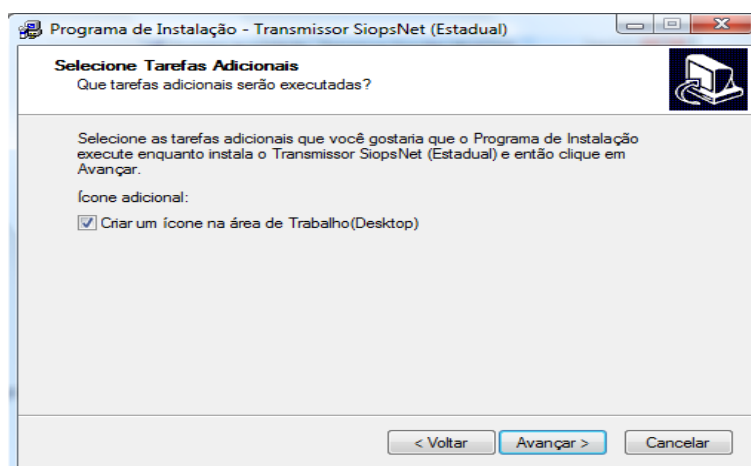 Programa de Instalação - Transmissor SiopsNet (Estadual)
Selecione Tarefas Adicionais
Que tarefas adicionais serão executadas?
Selecione as tarefas adicionais que você gostaria que o Programa de Instalação
execute enquanto instala o Transmissor SiopsNet (Estadual) e então clique em
Avançar.
Ícone adicional:
Criar um ícone na área de Trabalho(Desktop)
< Voltar
Avançar >
Cancelar